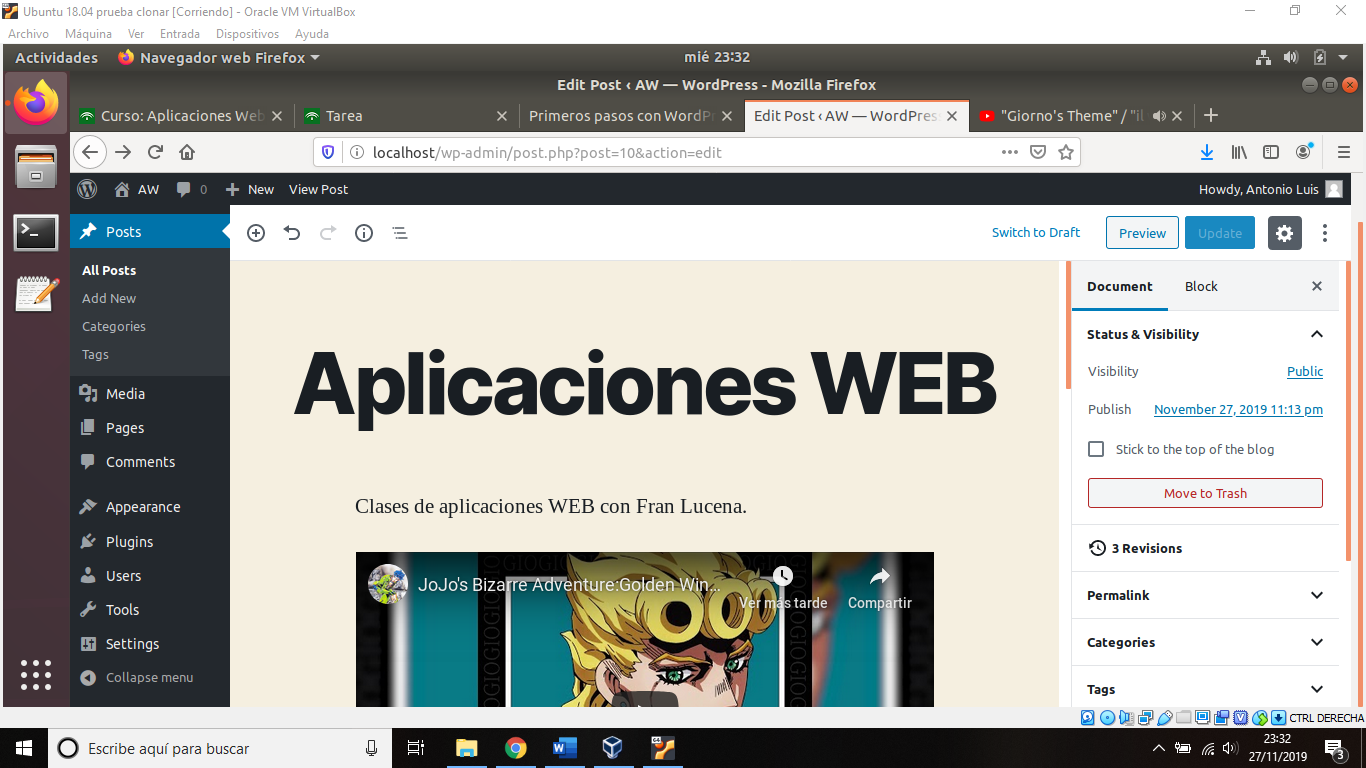 Ubuntu 18.04 prueba clonar [Corriendo] - Oracle VM VirtualBox
Archivo Máquina Ver Entrada Dispositivos Ayuda
Actividades Navegador web Firefox mié 23:32
Edit Post ‹ AW — WordPress - Mozilla Firefox
Curso: Aplicaciones Web Tarea Primeros pasos con WordPr Edit Post ‹ AW — WordPress "Giorno's Theme" / "il
localhost/wp-admin/post.php?post=10&action=edit
AW 0 New View Post Howdy, Antonio Luis
Posts
Switch to Draft Preview Update
All Posts
Add New
Categories
Tags
Media
Pages
Comments
Appearance
Plugins
Users
Tools
Settings
Collapse menu
Aplicaciones WEB
Clases de aplicaciones WEB con Fran Lucena.
JoJo's Bizarre Adventure:Golden Win...
Ver más tarde Compartir
GIOGIOGIOGIO
Document Block
Status & Visibility
Visibility Public
Publish November 27, 2019 11:13 pm
Stick to the top of the blog
Move to Trash
3 Revisions
Permalink
Categories
Tags
CTRL DERECHA
Escribe aquí para buscar
23:32
27/11/2019
3